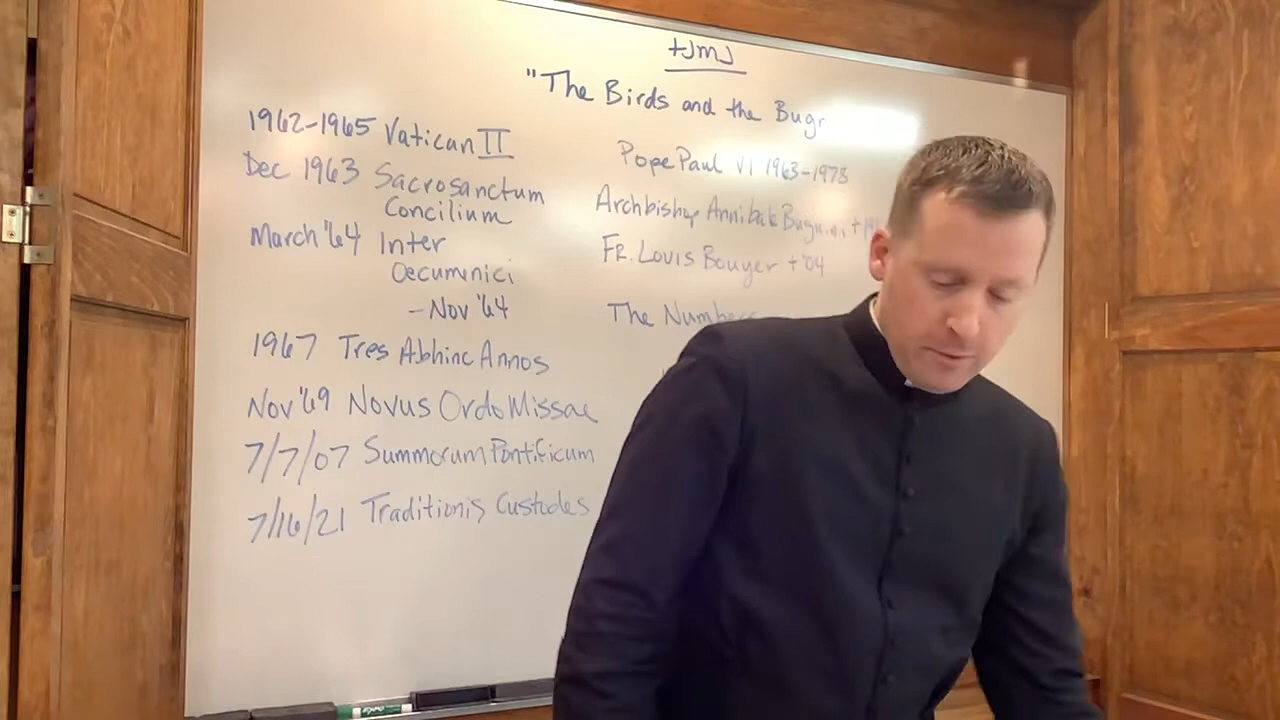 +JMJ
"The Birds and the Bugn
1962-1965 Vatican II
Dec 1963 Sacrosanctum
Concilium
March '64 Inter
Oecumenici
- Nov '64
1967 Tres Abhinc Annos
Nov '69 Novus Ordo Missae
7/7/07 Summorum Pontificum
7/16/21 Traditionis Custodes
Pope Paul VI 1963-1978
Archbishop Annibale Bugnini +
Fr. Louis Bouyer + '04
The Numbers